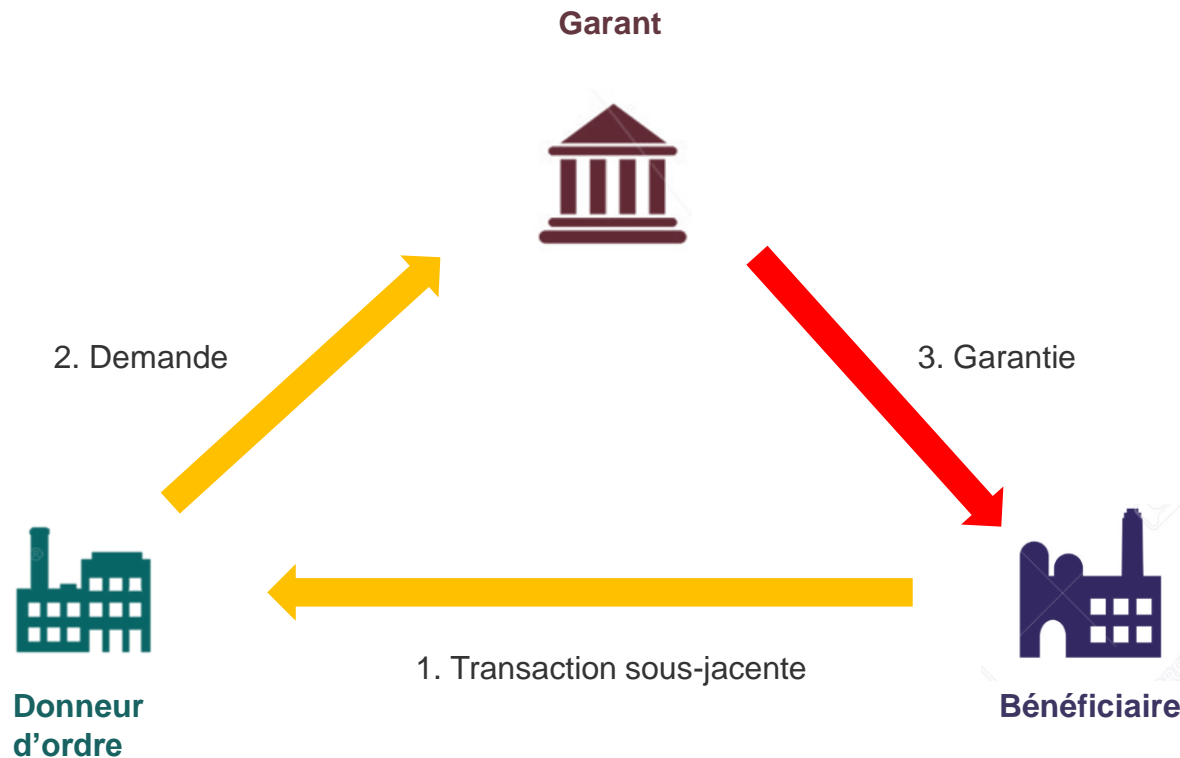 Garant
2. Demande
3. Garantie
1. Transaction sous-jacente
Donneur
d’ordre
Bénéficiaire